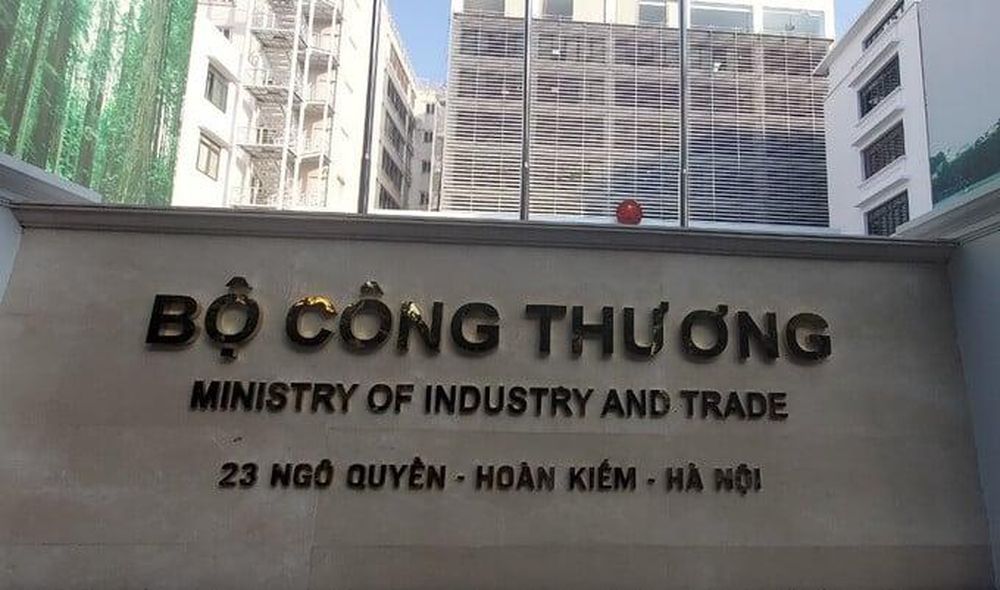 BỘ CÔNG THƯƠNG
MINISTRY OF INDUSTRY AND TRADE
23 NGÔ QUYỀN - HOÀN KIẾM - HÀ NỘI